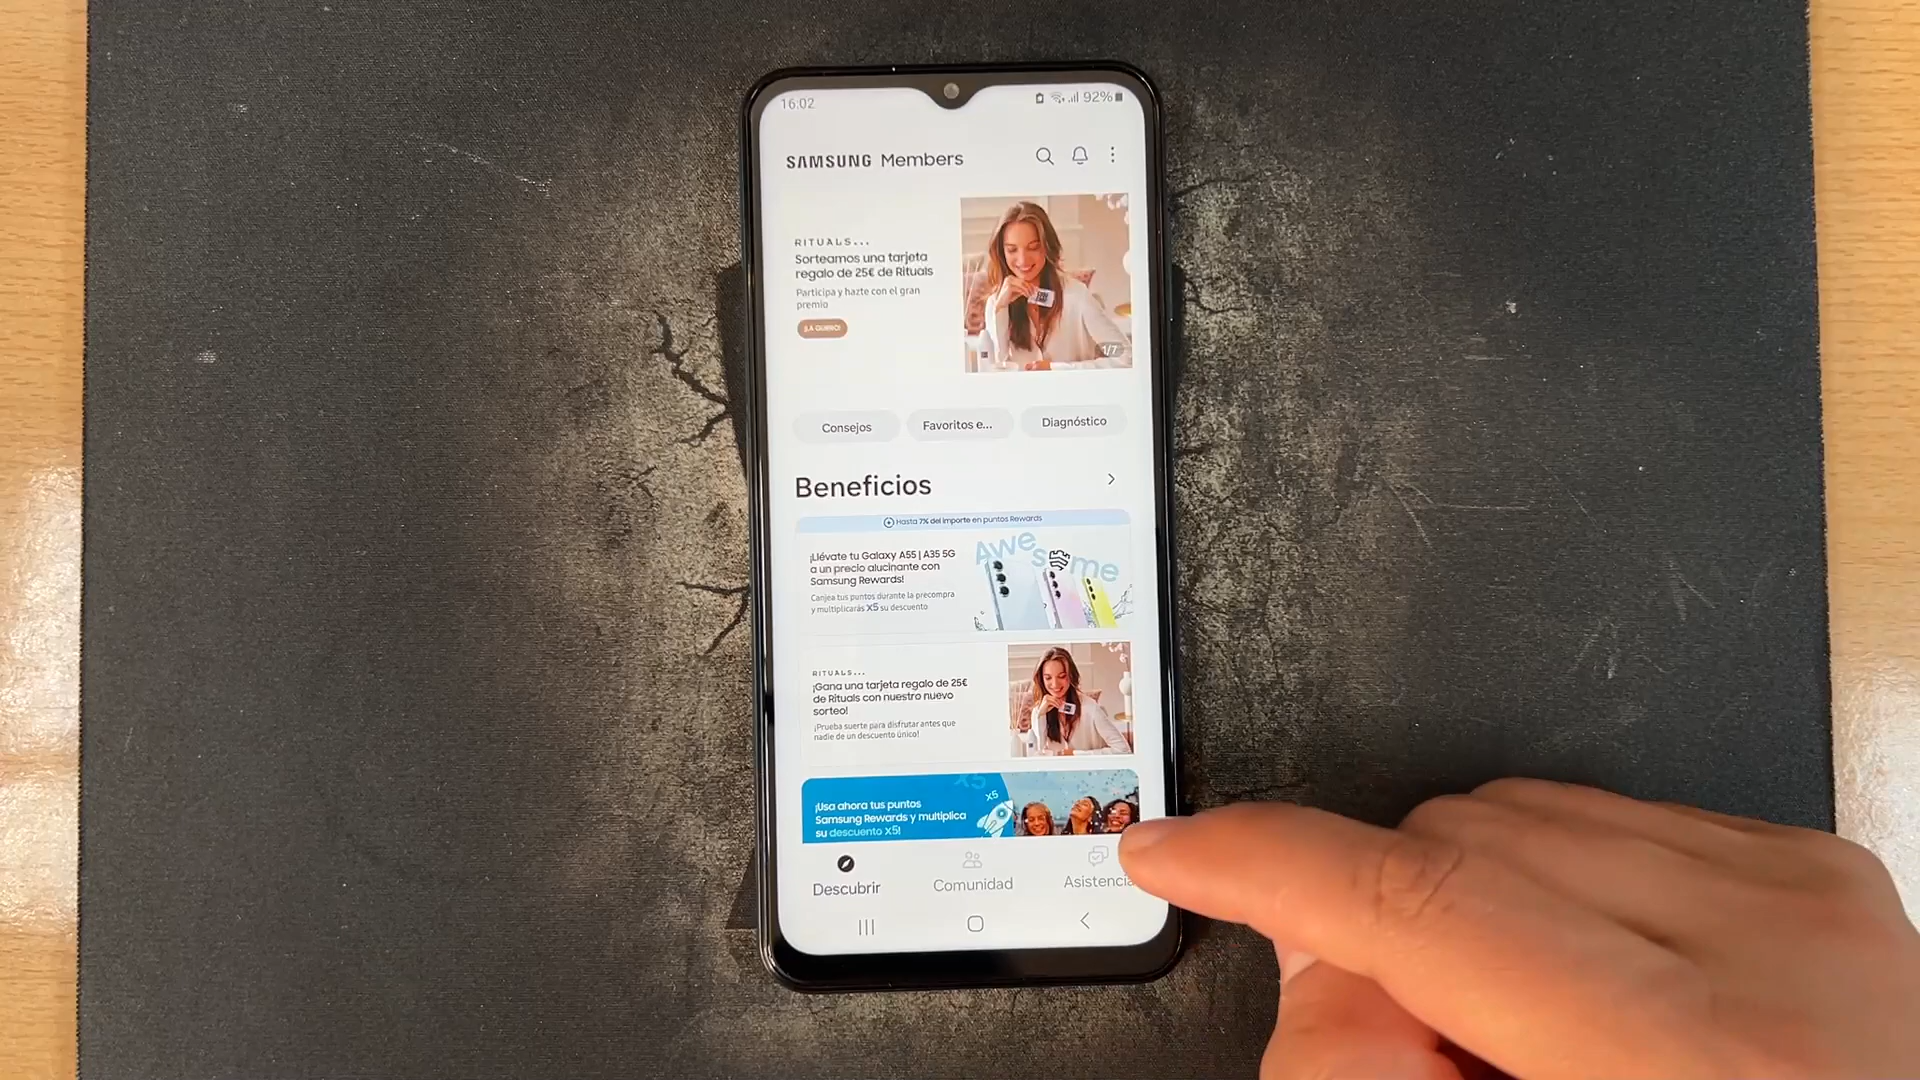 16:02
92%
SAMSUNG Members
RITUALS...
Sorteamos una tarjeta
regalo de 25€ de Rituals
Participa y hazte con el gran
premio
¡LA QUIERO!
1/7
Consejos
Favoritos e...
Diagnóstico
Beneficios
Hasta 7% del importe en puntos Rewards
¡Llévate tu Galaxy A55 | A35 5G
a un precio alucinante con
Samsung Rewards!
Canjea tus puntos durante la precompra
y multiplicarás X5 su descuento
Awesome
RITUALS...
¡Gana una tarjeta regalo de 25€
de Rituals con nuestro nuevo
sorteo!
¡Prueba suerte para disfrutar antes que
nadie de un descuento único!
¡Usa ahora tus puntos
Samsung Rewards y multiplica
su descuento x5!
x5
X5
Descubrir
Comunidad
Asistencia